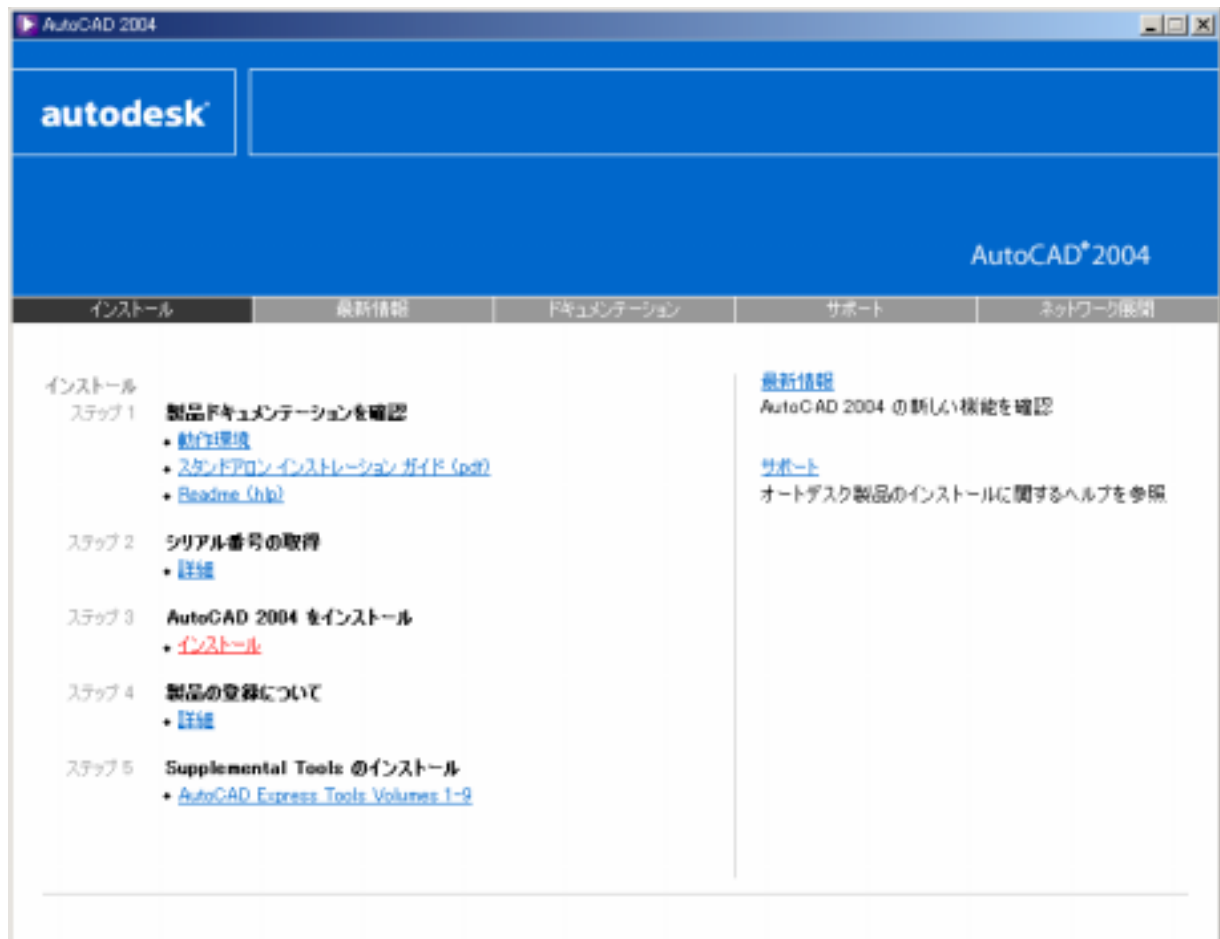 AutoCAD 2004
autodesk
AutoCAD®2004
インストール 最新情報 ドキュメンテーション サポート ネットワーク展開
インストール
ステップ 1 製品ドキュメンテーションを確認
• 動作環境
• スタンドアロン インストレーション ガイド (pdf)
• Readme (hlp)
ステップ 2 シリアル番号の取得
• 詳細
ステップ 3 AutoCAD 2004 をインストール
• インストール
ステップ 4 製品の登録について
• 詳細
ステップ 5 Supplemental Tools のインストール
• AutoCAD Express Tools Volumes 1-9
最新情報
AutoCAD 2004 の新しい機能を確認
サポート
オートデスク製品のインストールに関するヘルプを参照